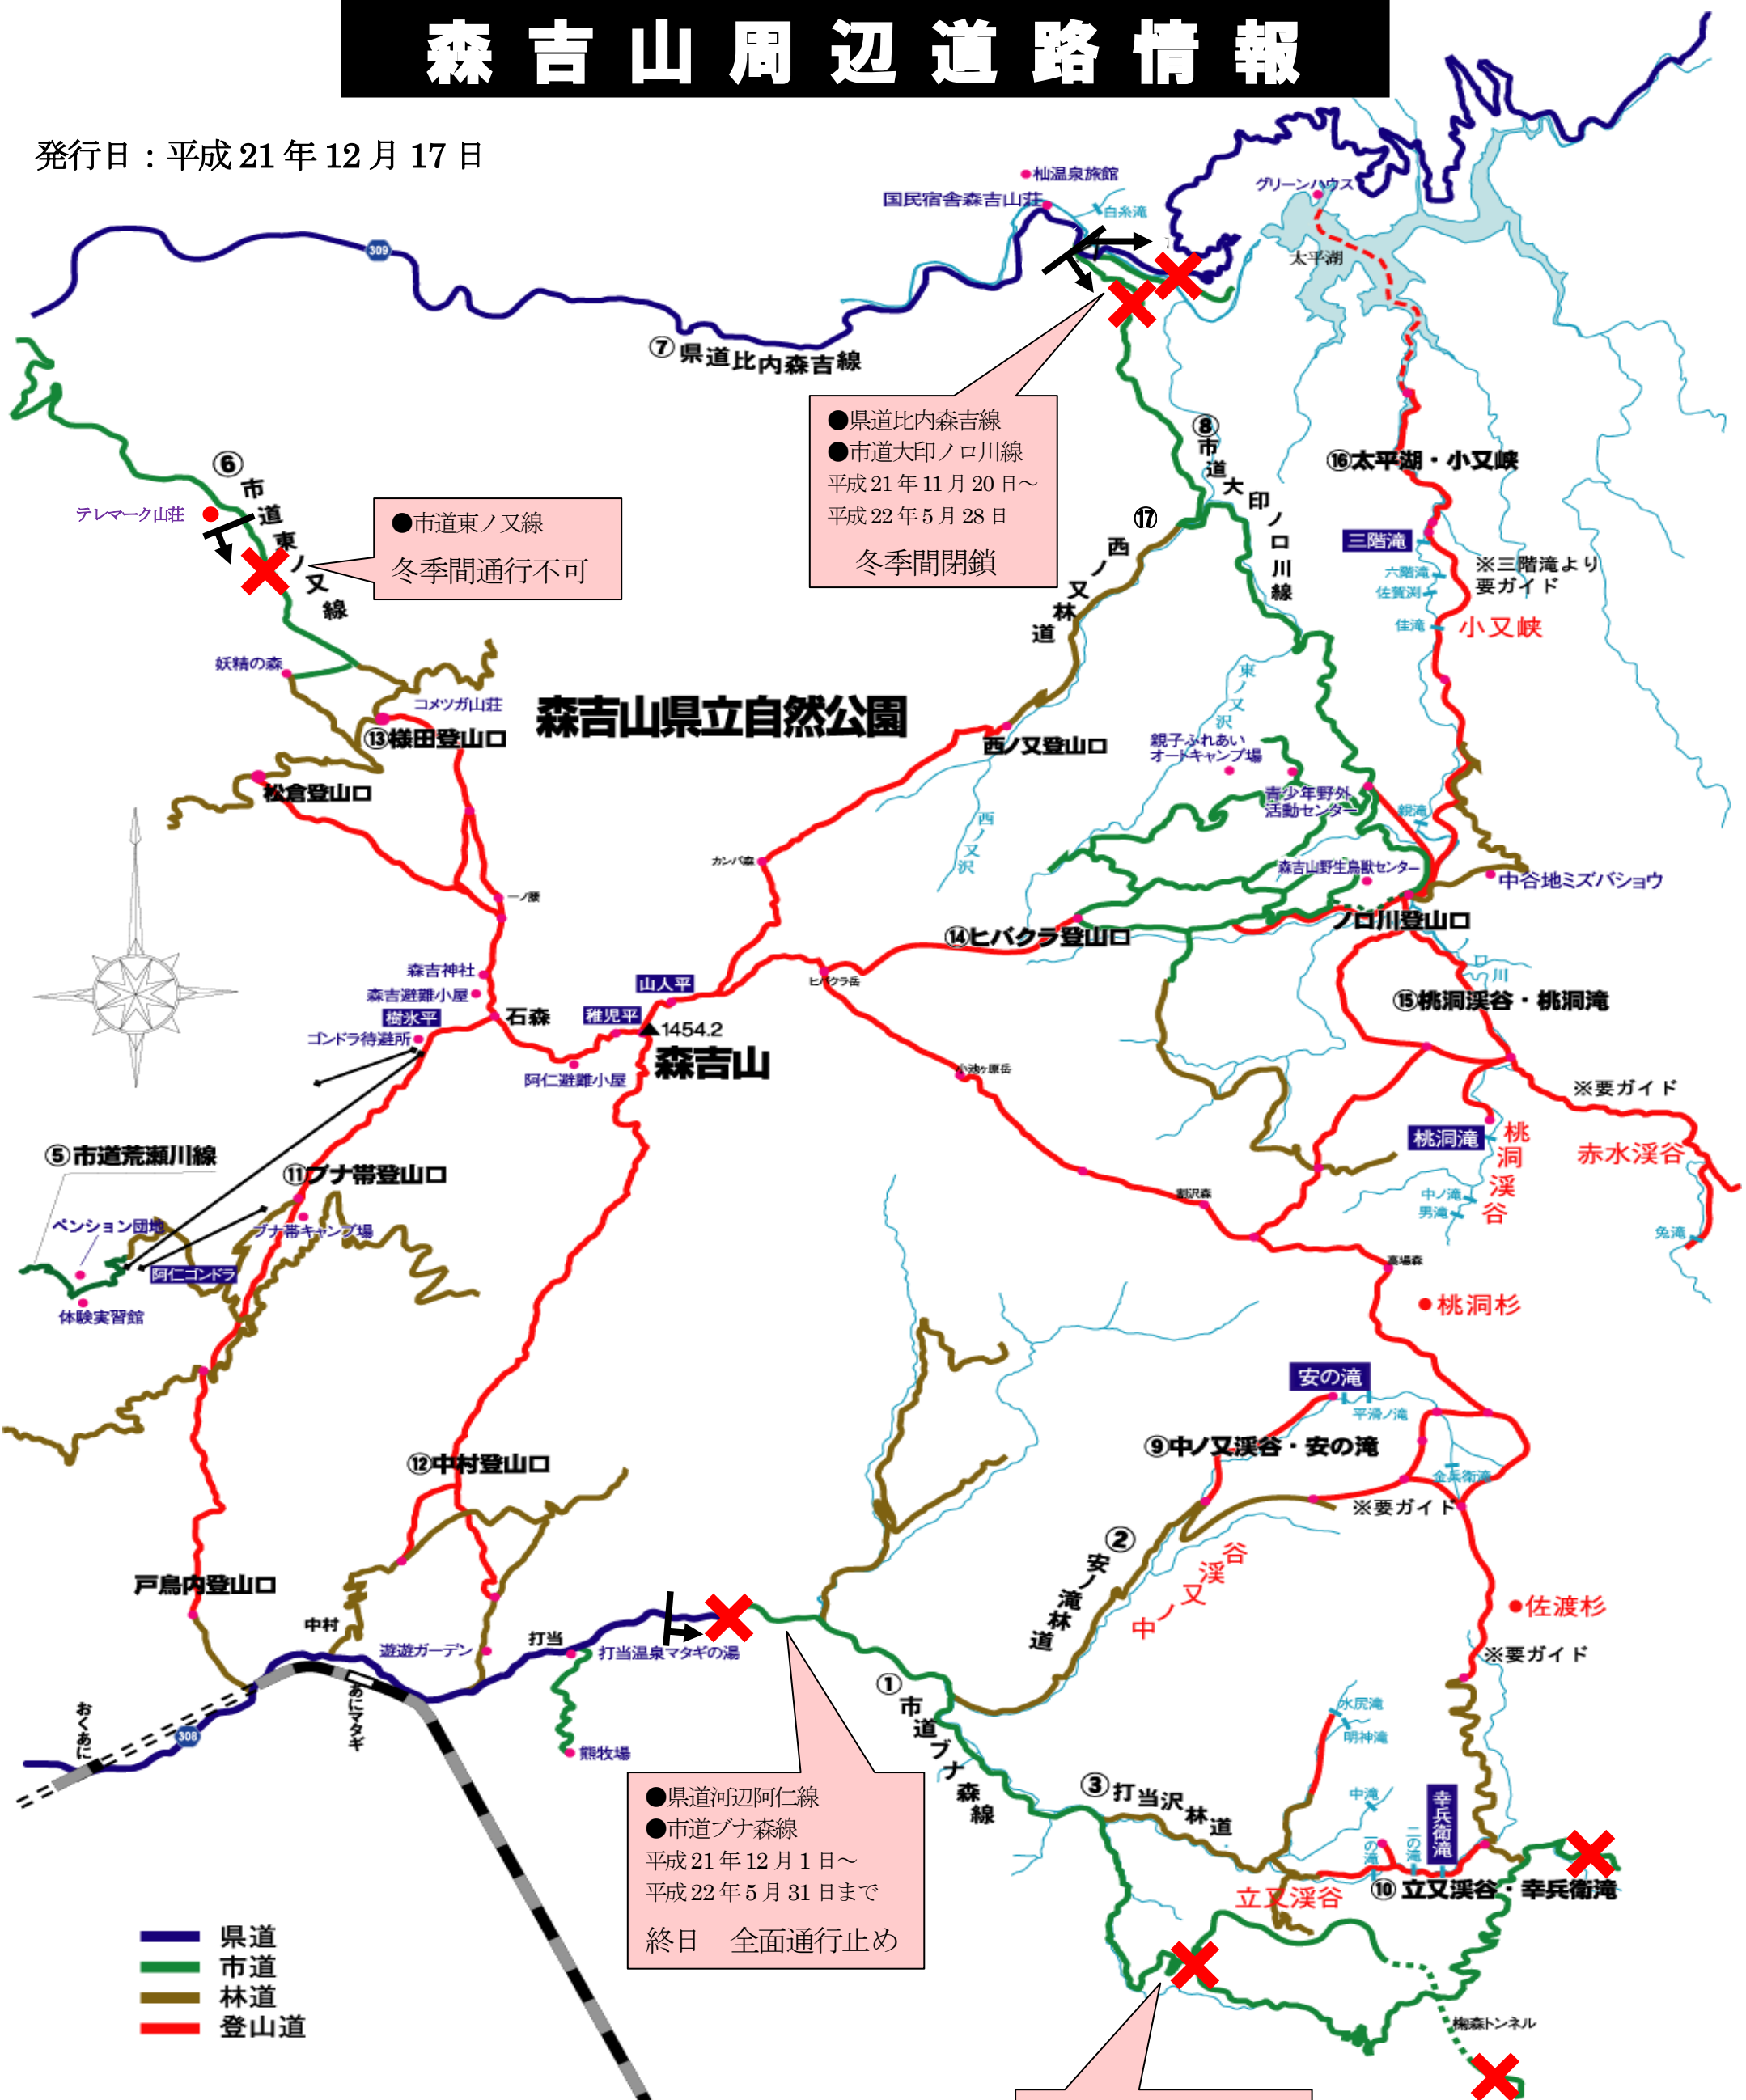 森吉山周辺道路情報
発行日：平成 21 年 12 月 17 日
杣温泉旅館
国民宿舎森吉山荘
白糸滝
グリーンハウス
太平湖
309
⑦県道比内森吉線
●県道比内森吉線
●市道大印ノロ川線
平成 21 年 11 月 20 日～
平成 22 年 5 月 28 日
冬季間閉鎖
⑧市道大印ノロ川線
⑯太平湖・小又峡
三階滝
※三階滝より
要ガイド
六階滝
佐賀渕
佳滝
小又峡
⑥市道東ノ又線
テレマーク山荘
●市道東ノ又線
冬季間通行不可
⑰西ノ又林道
妖精の森
コメツガ山荘
⑬様田登山口
森吉山県立自然公園
西ノ又登山口
東ノ又沢
親子ふれあい
オートキャンプ場
青少年野外
活動センター
松倉登山口
西ノ又沢
カンバ森
森吉山野生鳥獣センター
中谷地ミズバショウ
一ノ腰
⑭ヒバクラ登山口
ノロ川登山口
ノロ川
森吉神社
森吉避難小屋
樹氷平
ゴンドラ待避所
石森
山人平
稚児平
1454.2
森吉山
阿仁避難小屋
ヒバクラ岳
小池ヶ原岳
⑮桃洞渓谷・桃洞滝
※要ガイド
桃洞滝
桃洞渓谷
赤水渓谷
中ノ滝
男滝
兎滝
⑤市道荒瀬川線
⑪ブナ帯登山口
ペンション団地
ブナ帯キャンプ場
阿仁ゴンドラ
体験実習館
割沢森
高場森
●桃洞杉
安の滝
平滑ノ滝
⑨中ノ又渓谷・安の滝
金兵衛滝
※要ガイド
⑫中村登山口
②安ノ滝林道
中ノ又渓谷
●佐渡杉
※要ガイド
戸鳥内登山口
中村
遊遊ガーデン
打当
打当温泉マタギの湯
①市道ブナ森線
おくあに
308
あにマタギ
熊牧場
水尻滝
明神滝
●県道河辺阿仁線
●市道ブナ森線
平成 21 年 12 月 1 日～
平成 22 年 5 月 31 日まで
終日　全面通行止め
③打当沢林道
中滝
一の滝
二の滝
幸兵衛滝
立又渓谷
⑩立又渓谷・幸兵衛滝
県道
市道
林道
登山道